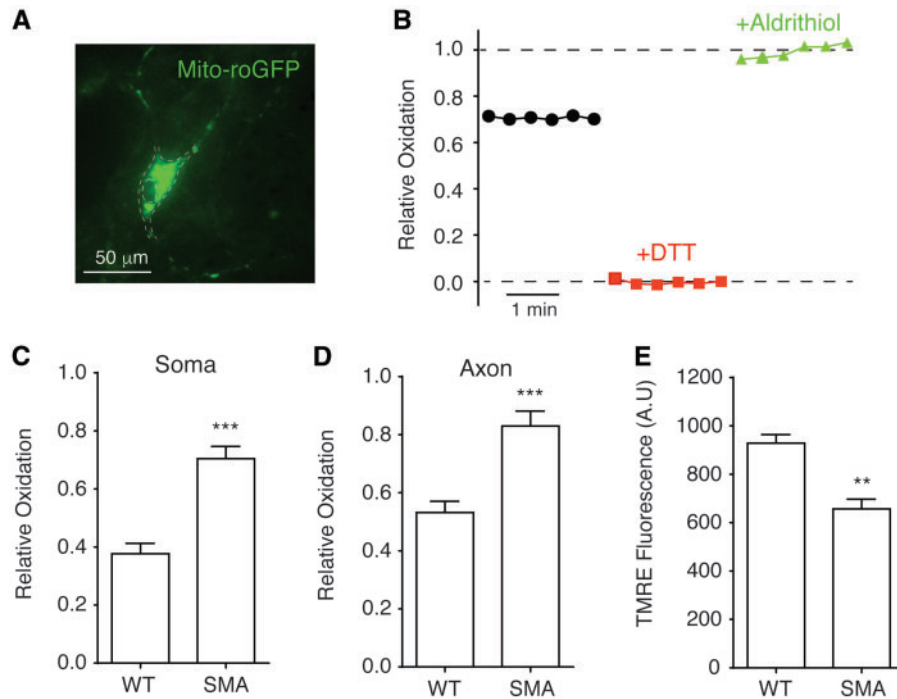 A
Mito-roGFP
50 μm
B
Relative Oxidation
1.0
0.8
0.6
0.4
0.2
0.0
+Aldrithiol
+DTT
1 min
C
Soma
Relative Oxidation
1.0
0.8
0.6
0.4
0.2
0.0
***
WT SMA
D
Axon
Relative Oxidation
1.0
0.8
0.6
0.4
0.2
0.0
***
WT SMA
E
TMRE Fluorescence (A.U)
1200
1000
800
600
400
200
0
**
WT SMA